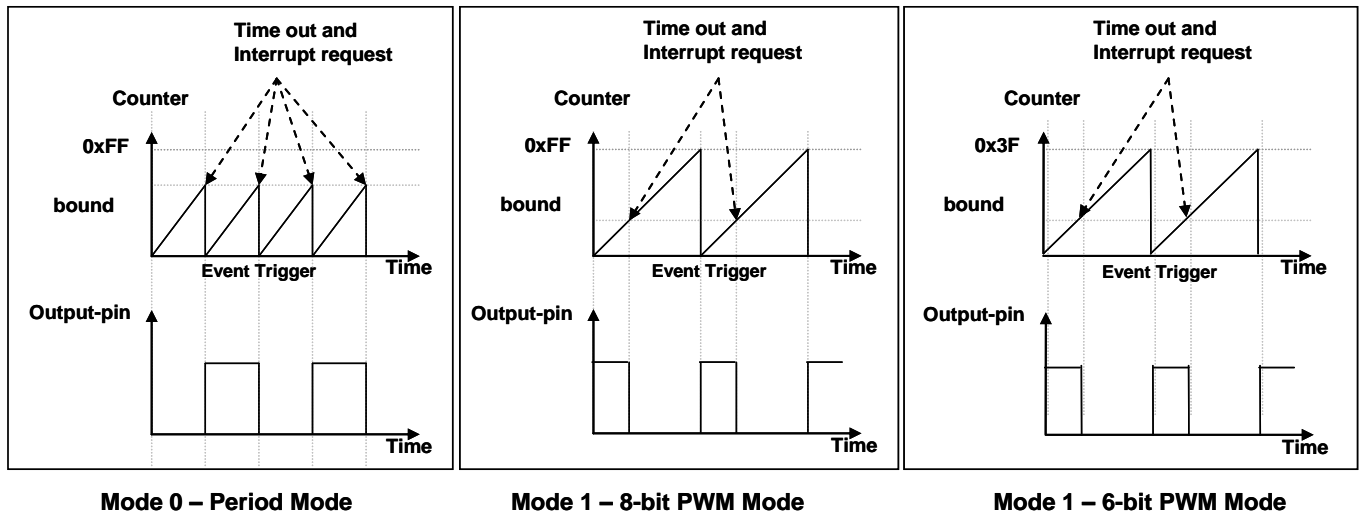 Time out and
Interrupt request
Counter
0xFF
bound
Event Trigger
Time
Output-pin
Time
Mode 0 – Period Mode
Time out and
Interrupt request
Counter
0xFF
bound
Event Trigger
Time
Output-pin
Time
Mode 1 – 8-bit PWM Mode
Time out and
Interrupt request
Counter
0x3F
bound
Event Trigger
Time
Output-pin
Time
Mode 1 – 6-bit PWM Mode